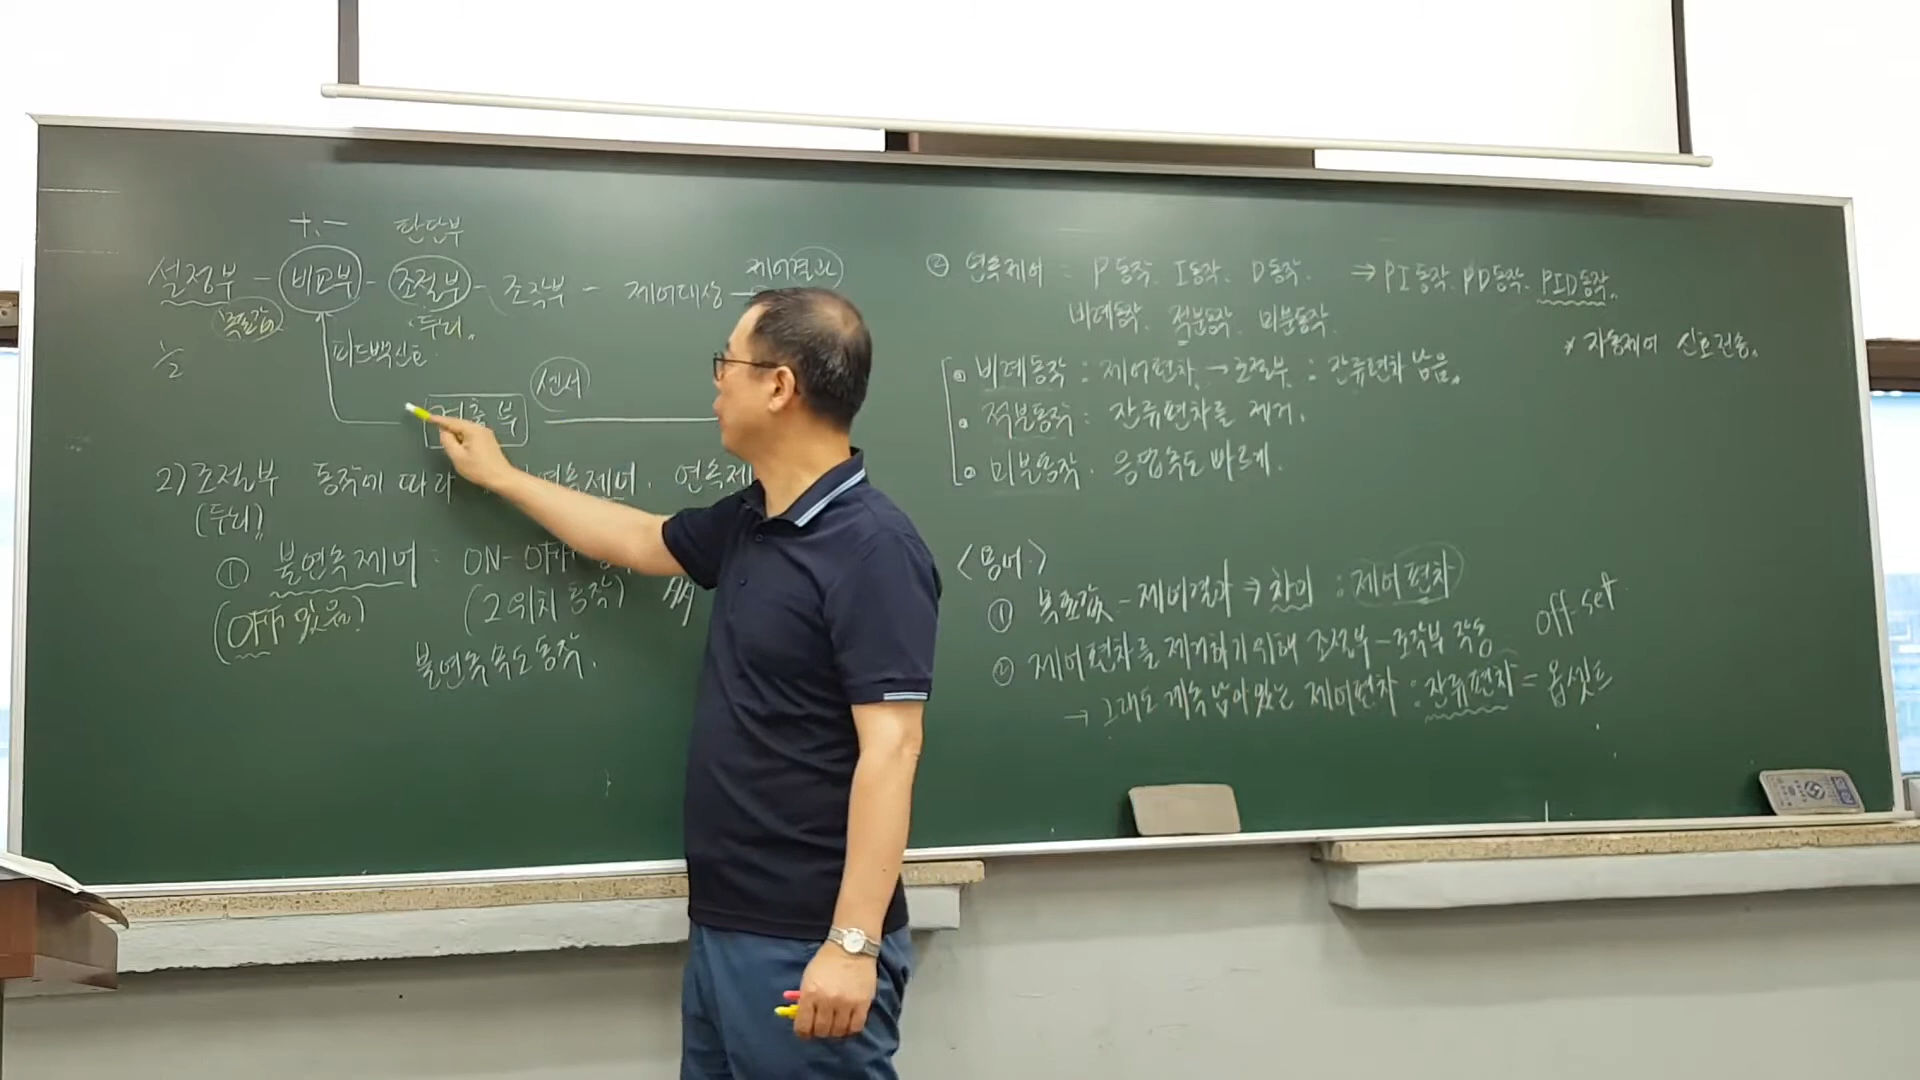 +, - 판단부
설정부 - 비교부 - 조절부 - 조작부 - 제어대상 - 제어결과
목표값 두뇌
피드백신호
센서
검출부
2) 조절부 동작에 따라 연속제어. 연속제
(두뇌)
① 불연속제어 : ON-OFF
(OFF 있음) (2위치 동작)
불연속 속도 동작.
② 연속제어 : P동작. I동작. D동작. ⇒ PI동작. PD동작. PID동작.
비례동작. 적분동작. 미분동작.
* 자동제어 신호전송.
비례동작 : 제어편차 → 조절부 : 잔류편차 남음.
적분동작 : 잔류편차를 제거.
미분동작. 응답속도 빠르게.
<용어.>
① 목표값 - 제어결과 → 차이 : 제어편차
② 제어편차를 제거하기 위해 조절부 - 조작부 작동
off-set
→ 그래도 계속 남아 있는 제어편차 : 잔류편차 = 옵셋트